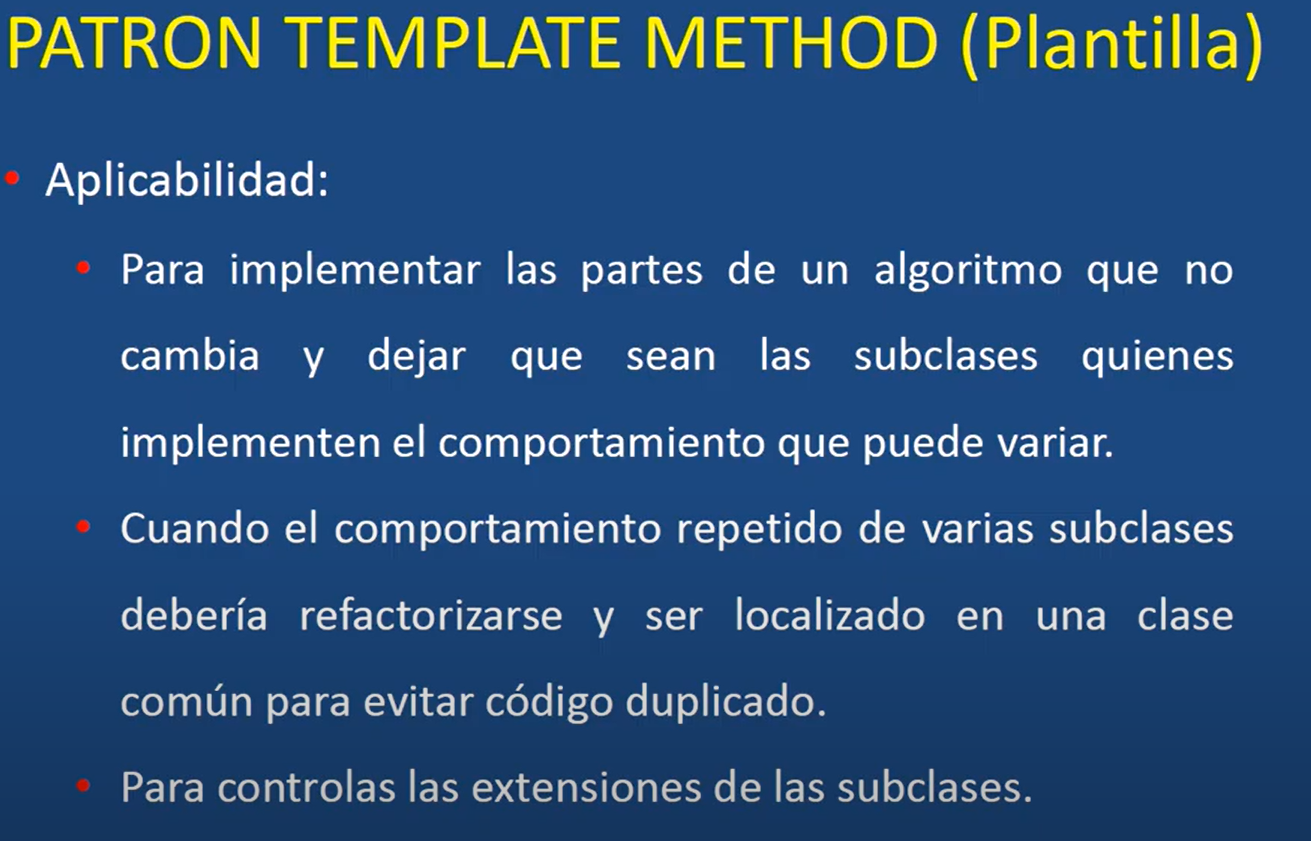 PATRON TEMPLATE METHOD (Plantilla)
• Aplicabilidad:
• Para implementar las partes de un algoritmo que no
cambia y dejar que sean las subclases quienes
implementen el comportamiento que puede variar.
• Cuando el comportamiento repetido de varias subclases
debería refactorizarse y ser localizado en una clase
común para evitar código duplicado.
• Para controlas las extensiones de las subclases.